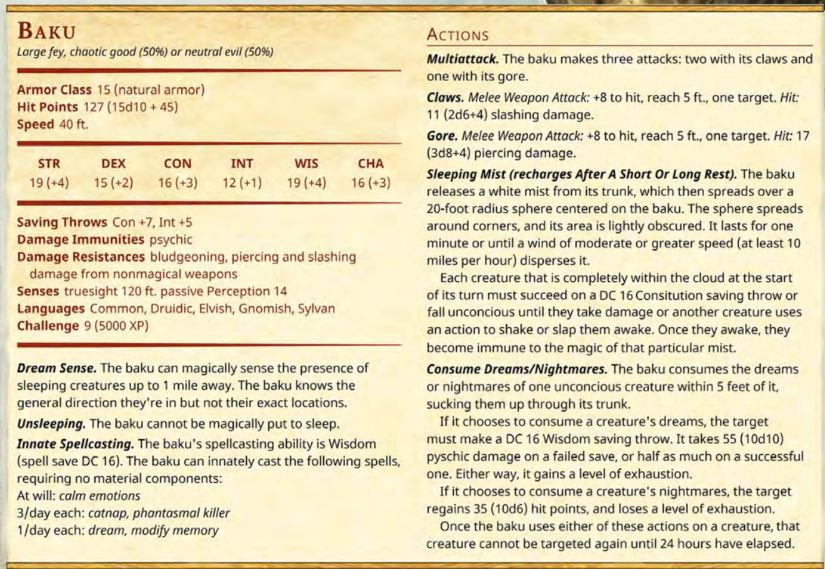 BAKU
Large fey, chaotic good (50%) or neutral evil (50%)
Armor Class 15 (natural armor)
Hit Points 127 (15d10 + 45)
Speed 40 ft.
STR DEX CON INT WIS CHA
19 (+4) 15 (+2) 16 (+3) 12 (+1) 19 (+4) 16 (+3)
Saving Throws Con +7, Int +5
Damage Immunities psychic
Damage Resistances bludgeoning, piercing and slashing
damage from nonmagical weapons
Senses truesight 120 ft. passive Perception 14
Languages Common, Druidic, Elvish, Gnomish, Sylvan
Challenge 9 (5000 XP)
Dream Sense. The baku can magically sense the presence of
sleeping creatures up to 1 mile away. The baku knows the
general direction they're in but not their exact locations.
Unsleeping. The baku cannot be magically put to sleep.
Innate Spellcasting. The baku's spellcasting ability is Wisdom
(spell save DC 16). The baku can innately cast the following spells,
requiring no material components:
At will: calm emotions
3/day each: catnap, phantasmal killer
1/day each: dream, modify memory
ACTIONS
Multiattack. The baku makes three attacks: two with its claws and
one with its gore.
Claws. Melee Weapon Attack: +8 to hit, reach 5 ft., one target. Hit:
11 (2d6+4) slashing damage.
Gore. Melee Weapon Attack: +8 to hit, reach 5 ft., one target. Hit: 17
(3d8+4) piercing damage.
Sleeping Mist (recharges After A Short Or Long Rest). The baku
releases a white mist from its trunk, which then spreads over a
20-foot radius sphere centered on the baku. The sphere spreads
around corners, and its area is lightly obscured. It lasts for one
minute or until a wind of moderate or greater speed (at least 10
miles per hour) disperses it.
Each creature that is completely within the cloud at the start
of its turn must succeed on a DC 16 Consitution saving throw or
fall unconcious until they take damage or another creature uses
an action to shake or slap them awake. Once they awake, they
become immune to the magic of that particular mist.
Consume Dreams/Nightmares. The baku consumes the dreams
or nightmares of one unconcious creature within 5 feet of it,
sucking them up through its trunk.
If it chooses to consume a creature's dreams, the target
must make a DC 16 Wisdom saving throw. It takes 55 (10d10)
pyschic damage on a failed save, or half as much on a successful
one. Either way, it gains a level of exhaustion.
If it chooses to consume a creature's nightmares, the target
regains 35 (10d6) hit points, and loses a level of exhaustion.
Once the baku uses either of these actions on a creature, that
creature cannot be targeted again until 24 hours have elapsed.